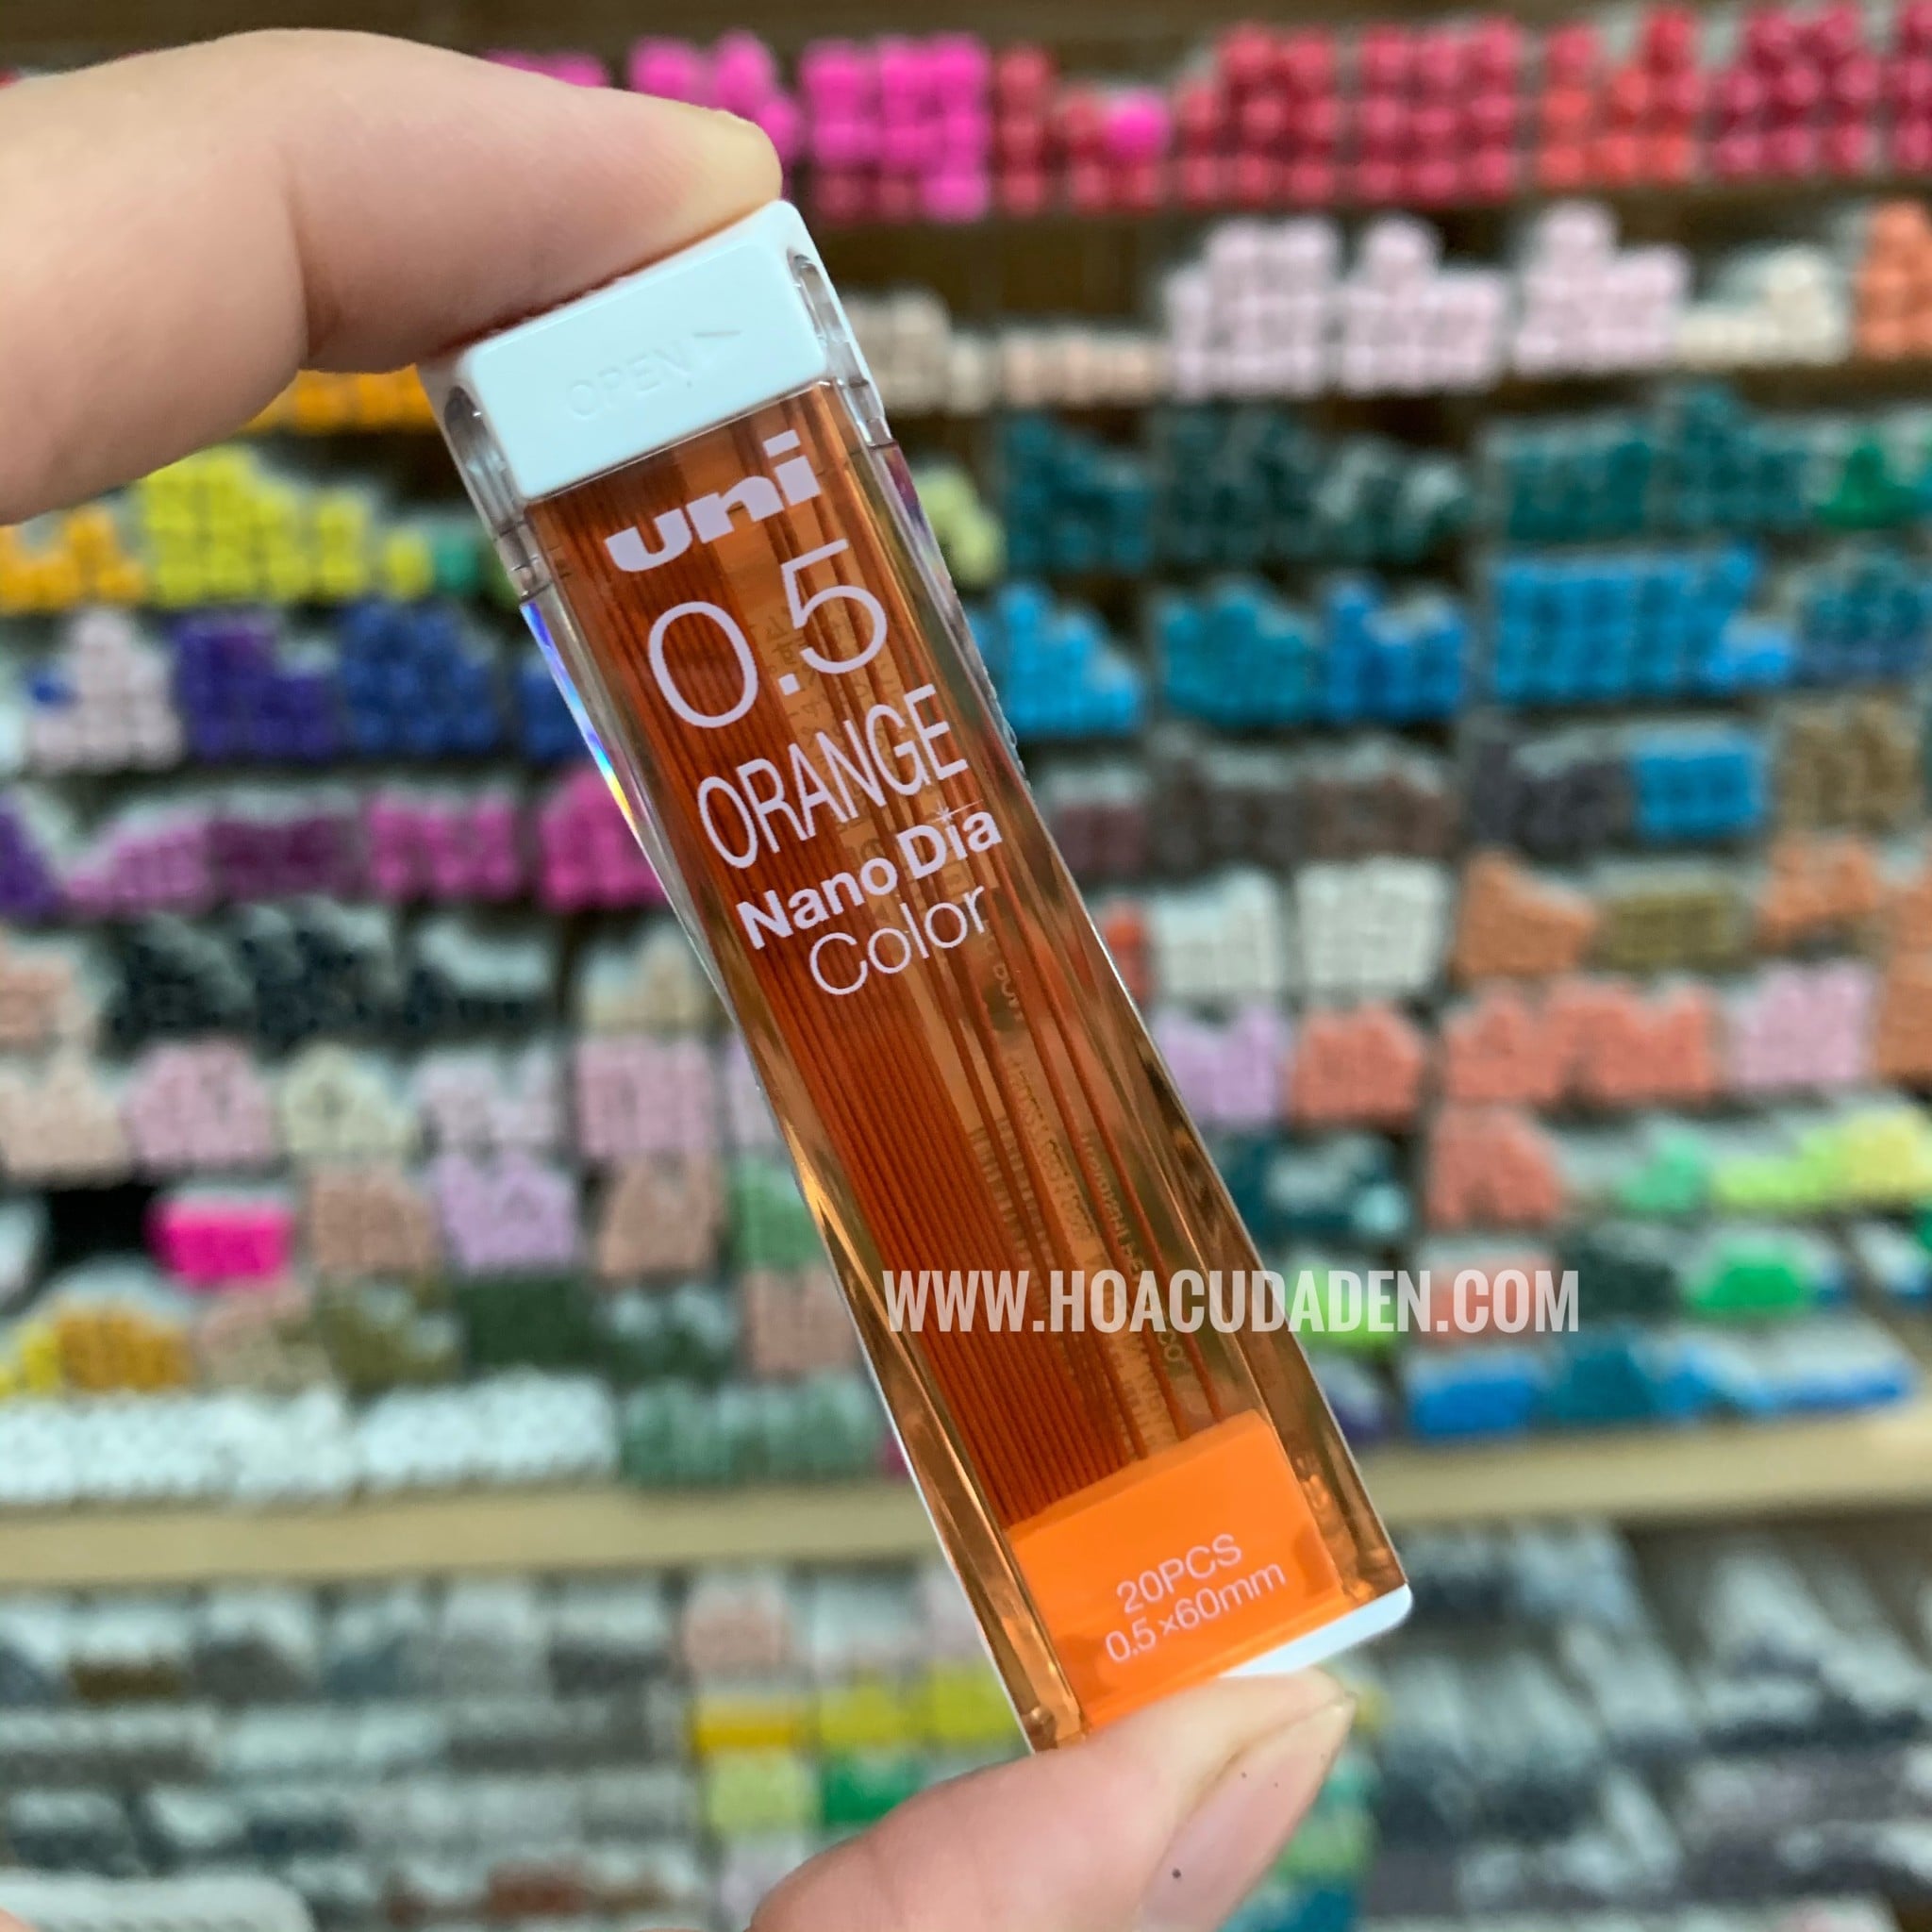 OPEN
uni
0.5
ORANGE
Nano Dia
Color
WWW.HOACUDADEN.COM
20PCS
0.5×60mm